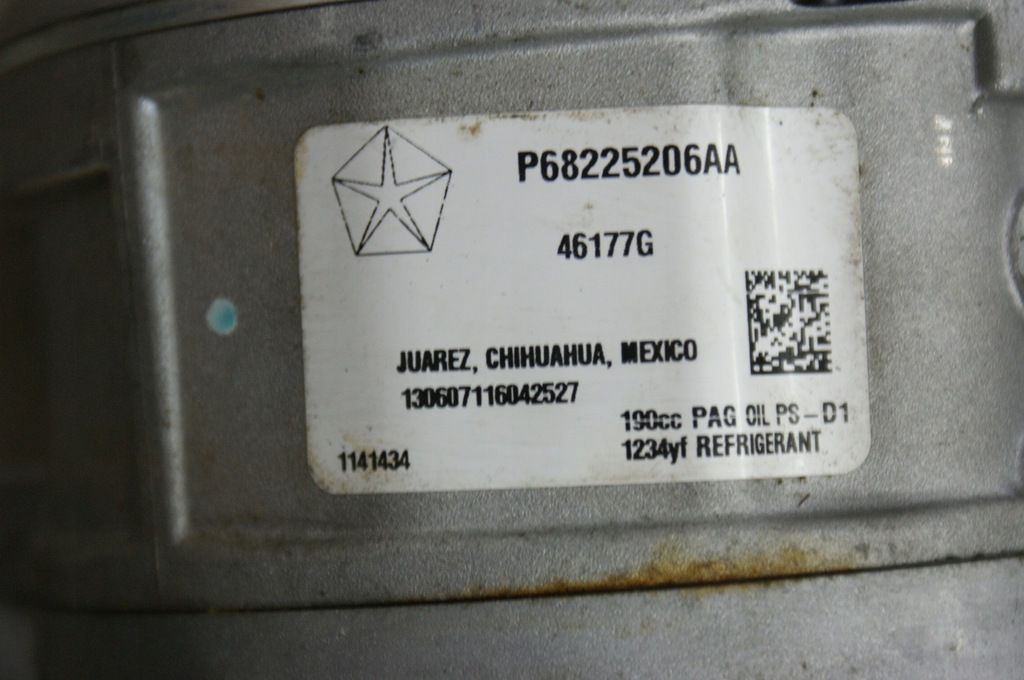 P68225206AA
46177G
JUAREZ, CHIHUAHUA, MEXICO
130607116042527
190cc PAG OIL PS-D1
1234yf REFRIGERANT
1141434